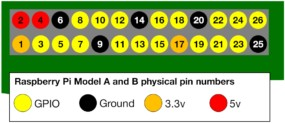 2 4 6 8 10 12 14 16 18 20 22 24 26
1 3 5 7 9 11 13 15 17 19 21 23 25
Raspberry Pi Model A and B physical pin numbers
GPIO Ground 3.3v 5v